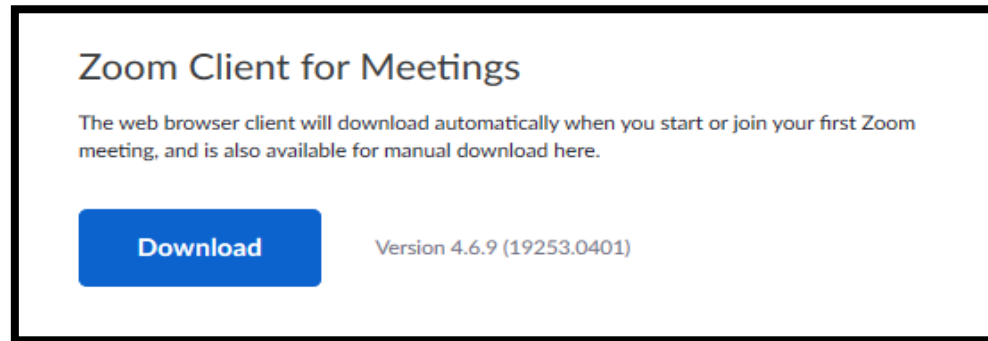 Zoom Client for Meetings
The web browser client will download automatically when you start or join your first Zoom
meeting, and is also available for manual download here.
Download
Version 4.6.9 (19253.0401)